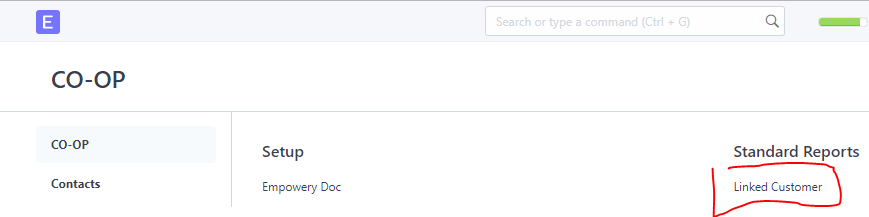 E
Search or type a command (Ctrl + G)
CO-OP
CO-OP
Contacts
Setup
Empowery Doc
Standard Reports
Linked Customer